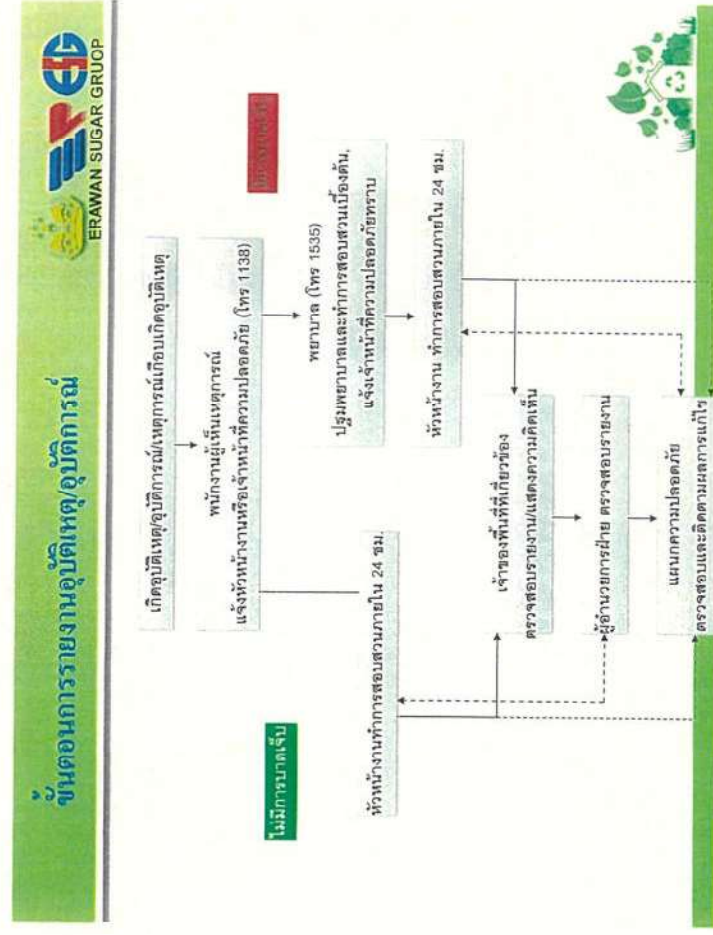 ขั้นตอนการรายงานอุบัติเหตุ/อุบัติการณ์
ERAWAN SUGAR GRUOP
เกิดอุบัติเหตุ/อุบัติการณ์/เหตุการณ์เกือบเกิดอุบัติเหตุ
พนักงานผู้เห็นเหตุการณ์
แจ้งหัวหน้างานหรือเจ้าหน้าที่ความปลอดภัย (โทร 1138)
ไม่มีการบาดเจ็บ
พยาบาล (โทร 1535)
ปฐมพยาบาลและทำการสอบสวนเบื้องต้น,
แจ้งเจ้าหน้าที่ความปลอดภัยทราบ
หัวหน้างานทำการสอบสวนภายใน 24 ชม.
หัวหน้างาน ทำการสอบสวนภายใน 24 ชม.
เจ้าของพื้นที่ที่เกี่ยวข้อง
ตรวจสอบรายงาน/แสดงความคิดเห็น
ผู้อำนวยการฝ่าย ตรวจสอบรายงาน
แผนกความปลอดภัย
ตรวจสอบและติดตามผลการแก้ไข